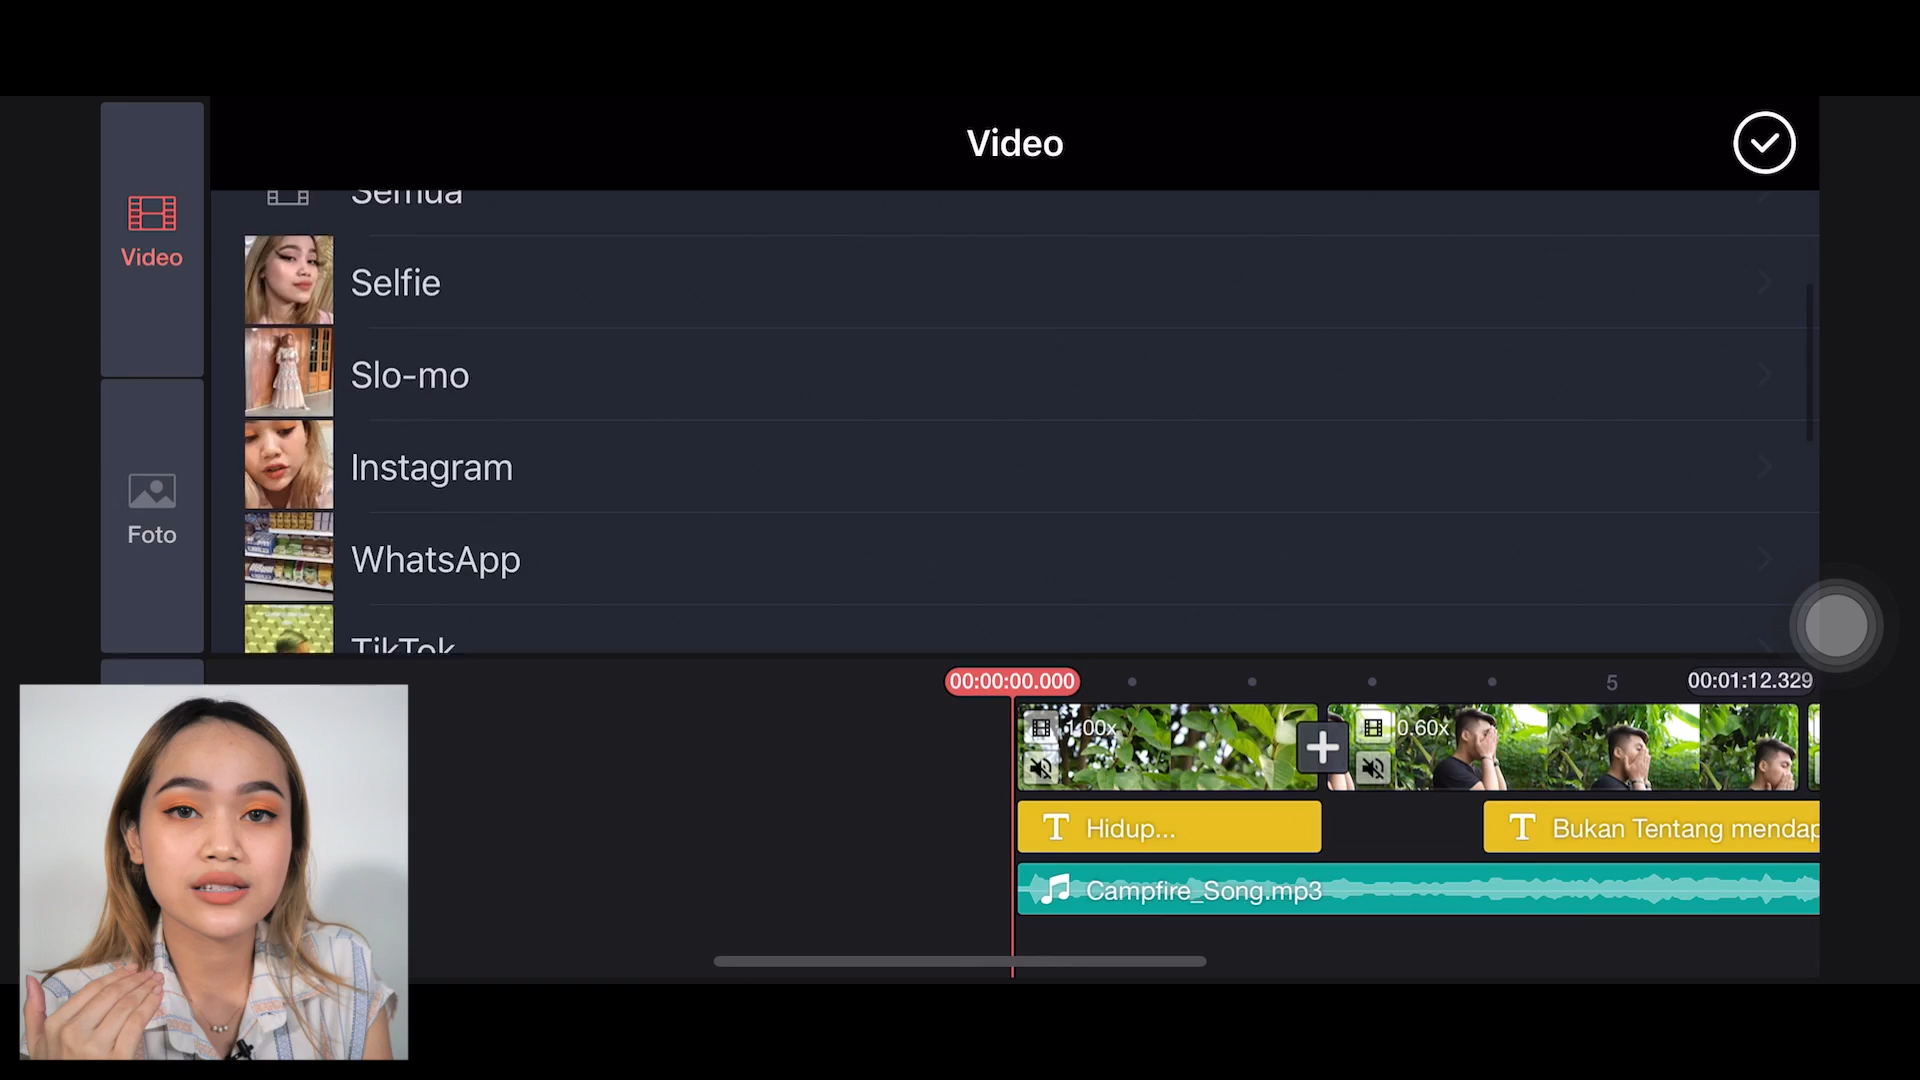 Video
Video
Semua
Selfie
Slo-mo
Instagram
Foto
WhatsApp
TikTok
00:00:00.000
5
00:01:12.329
1.00x
0.60x
Hidup...
Bukan Tentang mendap
Campfire_Song.mp3